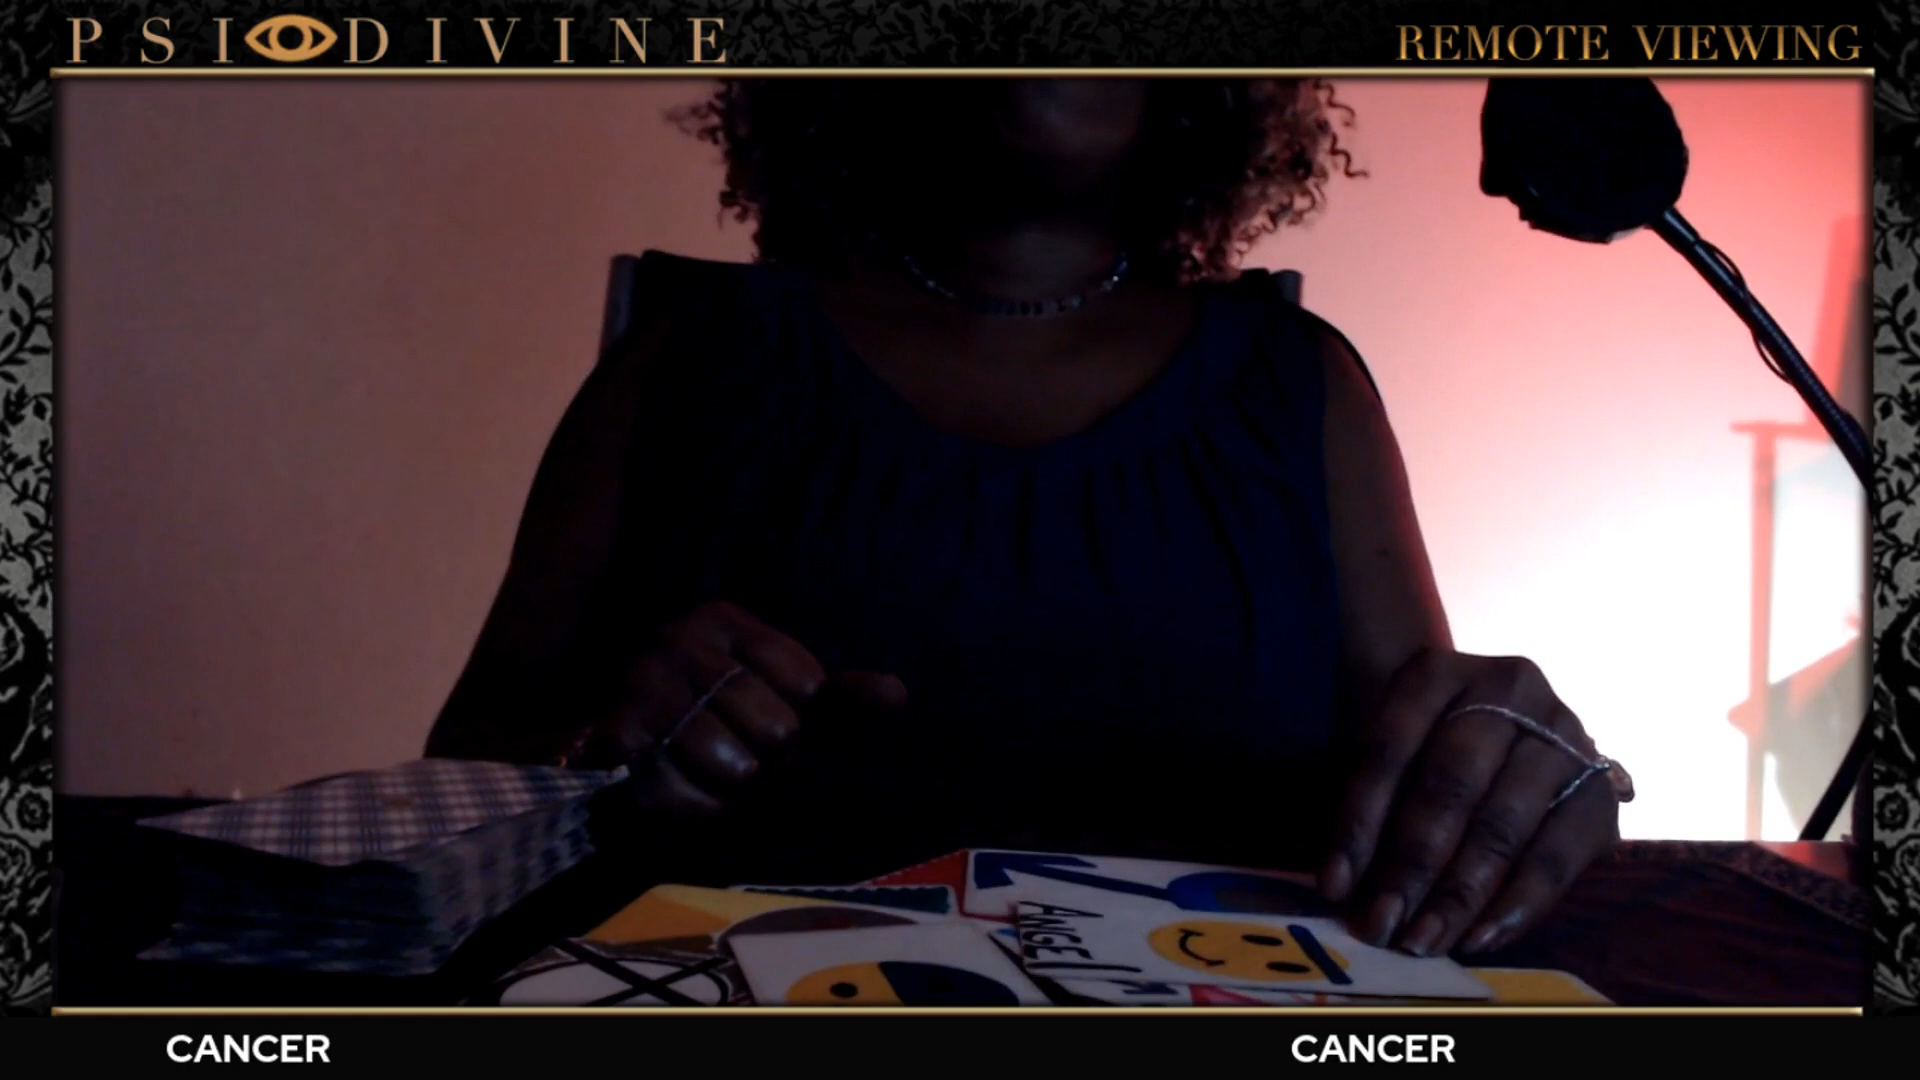 PSI DIVINE
REMOTE VIEWING
ANGEL
CANCER
CANCER